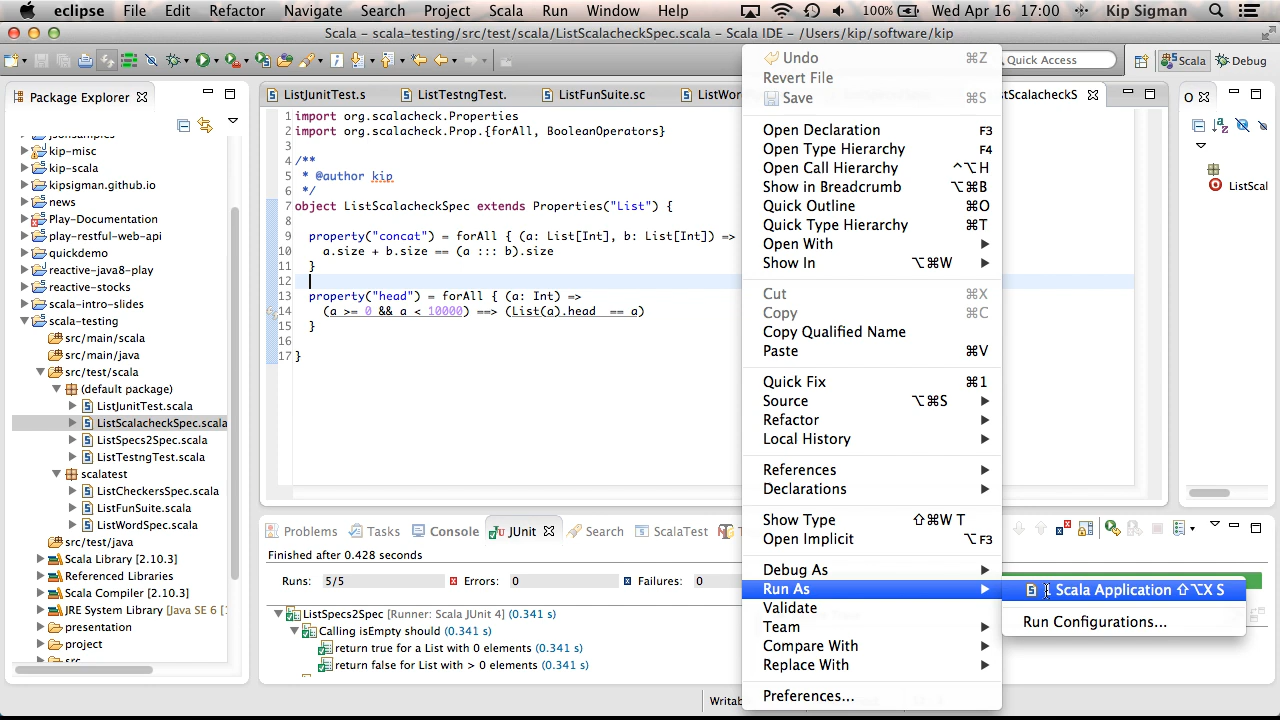 eclipse File Edit Refactor Navigate Search Project Scala Run Window Help 100% Wed Apr 16 17:00 Kip Sigman
Scala – scala-testing/src/test/scala/ListScalacheckSpec.scala – Scala IDE – /Users/kip/software/kip
Quick Access Scala Debug
Package Explorer
kip-misc
kip-scala
kipsigman.github.io
news
Play-Documentation
play-restful-web-api
quickdemo
reactive-java8-play
reactive-stocks
scala-intro-slides
scala-testing
src/main/scala
src/main/java
src/test/scala
(default package)
ListJunitTest.scala
ListScalacheckSpec.scala
ListSpecs2Spec.scala
ListTestngTest.scala
scalatest
ListCheckersSpec.scala
ListFunSuite.scala
ListWordSpec.scala
src/test/java
Scala Library [2.10.3]
Referenced Libraries
Scala Compiler [2.10.3]
JRE System Library [Java SE 6 [1
presentation
project
src
ListJunitTest.s ListTestngTest. ListFunSuite.sc ListWor stScalacheckS
1 import org.scalacheck.Properties
2 import org.scalacheck.Prop.{forAll, BooleanOperators}
3
4 /**
5 * @author kip
6 */
7 object ListScalacheckSpec extends Properties("List") {
8
9 property("concat") = forAll { (a: List[Int], b: List[Int]) =>
10 a.size + b.size == (a ::: b).size
11 }
12
13 property("head") = forAll { (a: Int) =>
14 (a >= 0 && a < 10000) ==> (List(a).head == a)
15 }
16
17 }
Undo ⌘Z
Revert File
Save ⌘S
Open Declaration F3
Open Type Hierarchy F4
Open Call Hierarchy ^⌥H
Show in Breadcrumb ⌥⌘B
Quick Outline ⌘O
Quick Type Hierarchy ⌘T
Open With
Show In ⌥⌘W
Cut ⌘X
Copy ⌘C
Copy Qualified Name
Paste ⌘V
Quick Fix ⌘1
Source ⌥⌘S
Refactor
Local History
References
Declarations
Show Type ⇧⌘W T
Open Implicit ⌥F3
Debug As
Run As
Validate
Team
Compare With
Replace With
Preferences...
1 Scala Application ⇧⌥X S
Run Configurations...
O
ListScal
Problems Tasks Console JUnit Search ScalaTest T
Finished after 0.428 seconds
Runs: 5/5 Errors: 0 Failures: 0
ListSpecs2Spec [Runner: Scala JUnit 4] (0.341 s)
Calling isEmpty should (0.341 s)
return true for a List with 0 elements (0.341 s)
return false for List with > 0 elements (0.341 s)
Writab